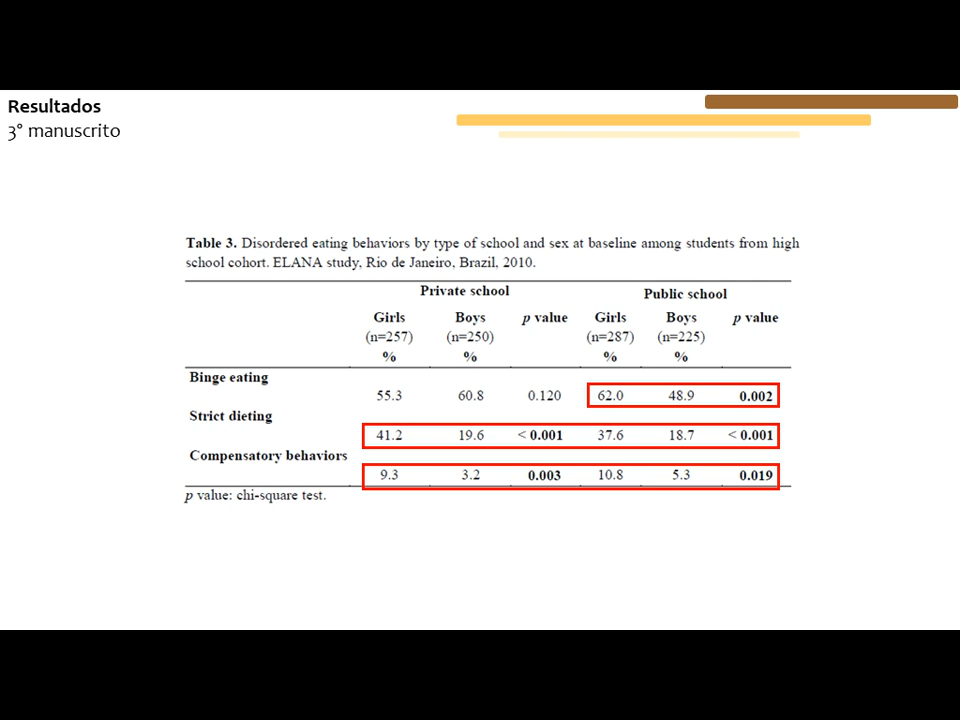 Resultados
3° manuscrito
Table 3. Disordered eating behaviors by type of school and sex at baseline among students from high
school cohort. ELANA study, Rio de Janeiro, Brazil, 2010.
Private school Public school
Girls Boys p value Girls Boys p value
(n=257) (n=250) (n=287) (n=225)
% % % %
Binge eating
55.3 60.8 0.120 62.0 48.9 0.002
Strict dieting
41.2 19.6 < 0.001 37.6 18.7 < 0.001
Compensatory behaviors
9.3 3.2 0.003 10.8 5.3 0.019
p value: chi-square test.